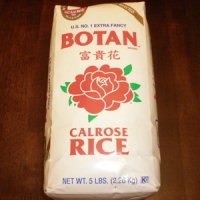 U.S. NO. 1 EXTRA FANCY
BOTAN
富貴花
CALROSE
RICE
NET WT. 5 LBS. (2.26 Kg)